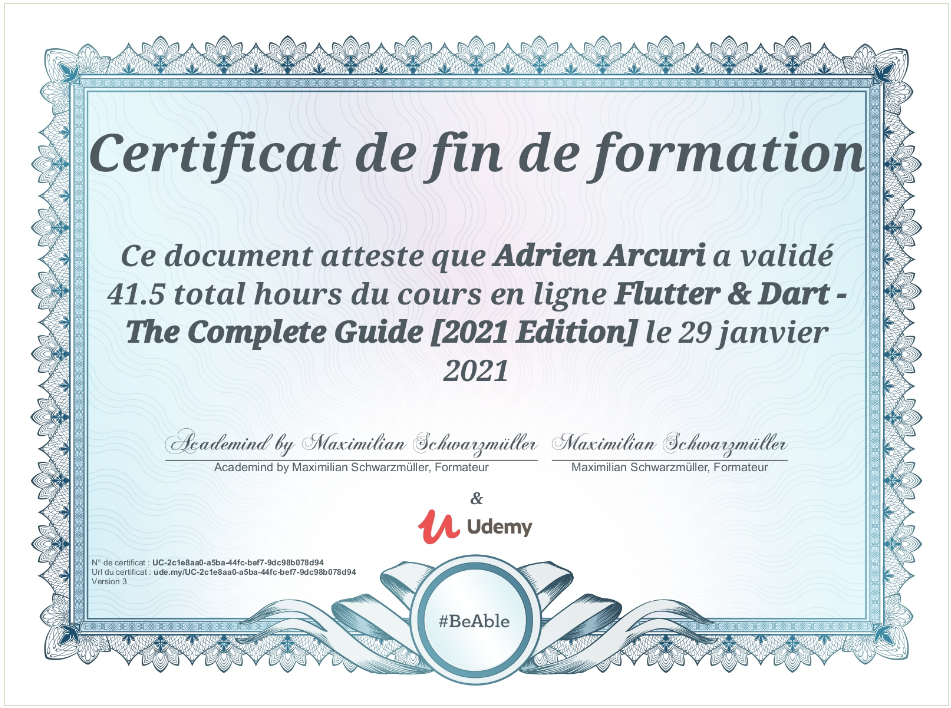 Certificat de fin de formation
Ce document atteste que Adrien Arcuri a validé
41.5 total hours du cours en ligne Flutter & Dart -
The Complete Guide [2021 Edition] le 29 janvier
2021
Academind by Maximilian Schwarzmüller Maximilian Schwarzmüller
Academind by Maximilian Schwarzmüller, Formateur Maximilian Schwarzmüller, Formateur
&
Udemy
N° de certificat : UC-2c1e8aa0-a5ba-44fc-bef7-9dc98b078d94
Url du certificat : ude.my/UC-2c1e8aa0-a5ba-44fc-bef7-9dc98b078d94
Version 3
#BeAble